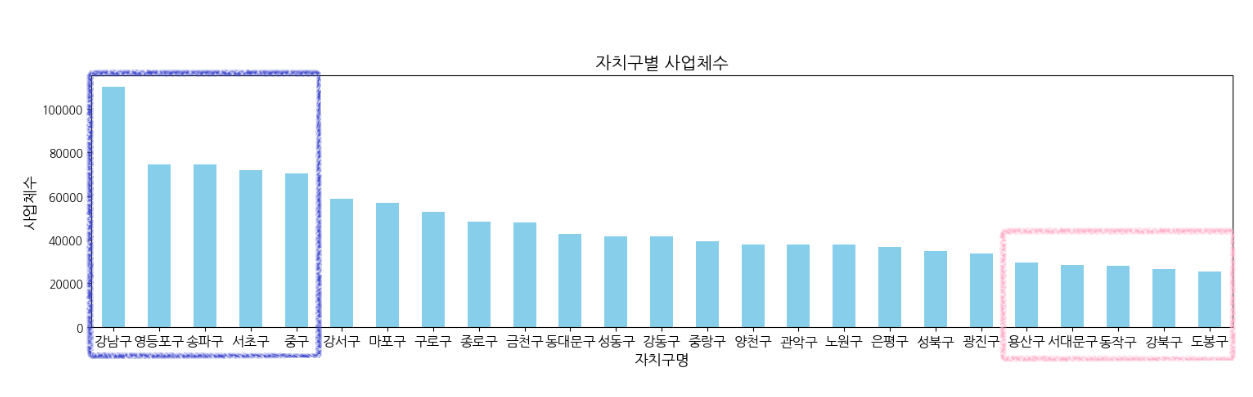 자치구별 사업체수
100000
80000
60000
40000
20000
0
사업체수
강남구 영등포구 송파구 서초구 중구 강서구 마포구 구로구 종로구 금천구 동대문구 성동구 강동구 중랑구 양천구 관악구 노원구 은평구 성북구 광진구 용산구 서대문구 동작구 강북구 도봉구
자치구명